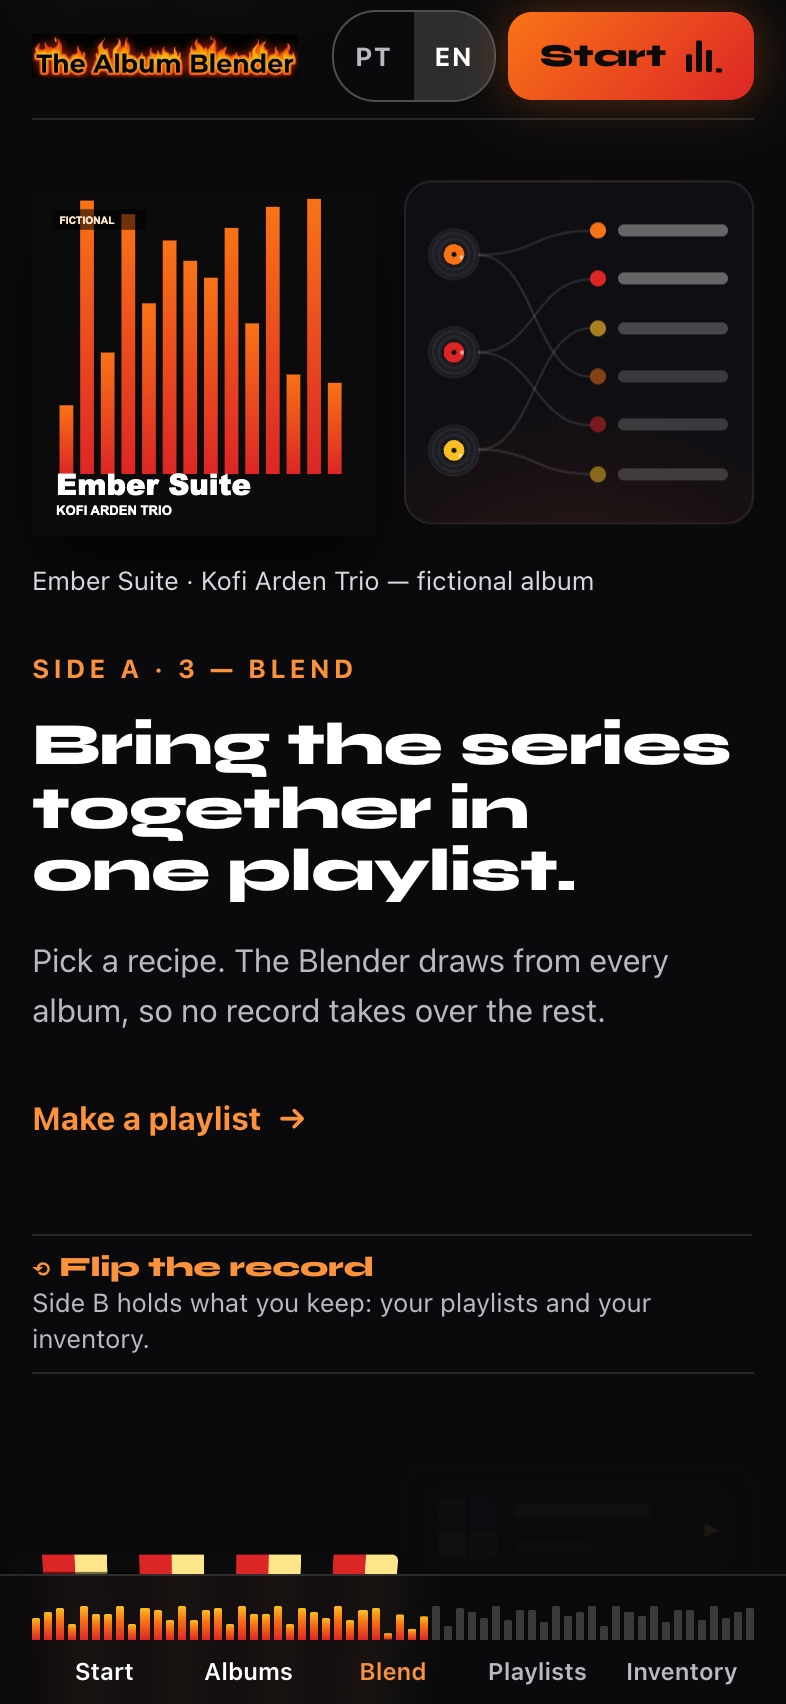 The Album Blender
PT
EN
Start
FICTIONAL
Ember Suite
KOFI ARDEN TRIO
Ember Suite · Kofi Arden Trio — fictional album
SIDE A · 3 — BLEND
Bring the series
together in
one playlist.
Pick a recipe. The Blender draws from every
album, so no record takes over the rest.
Make a playlist →
⟲ Flip the record
Side B holds what you keep: your playlists and your
inventory.
Start
Albums
Blend
Playlists
Inventory